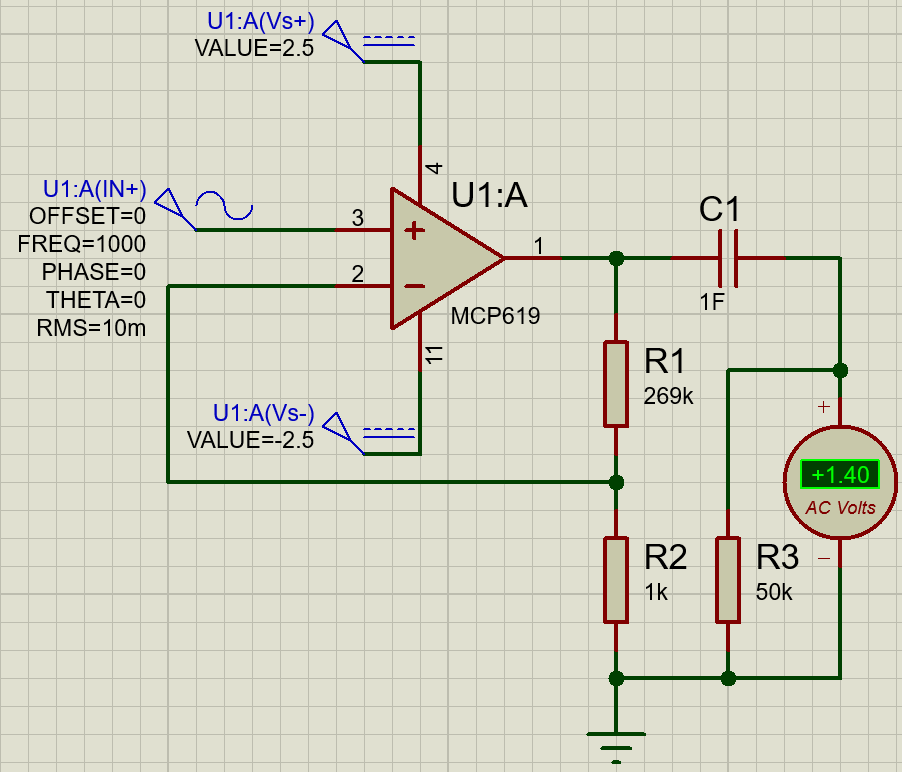 U1:A(Vs+)
VALUE=2.5
4
U1:A(IN+)
OFFSET=0
FREQ=1000
PHASE=0
THETA=0
RMS=10m
3
2
+
−
U1:A
1
MCP619
11
C1
1F
R1
269k
U1:A(Vs-)
VALUE=-2.5
+
+1.40
AC Volts
−
R2
1k
R3
50k